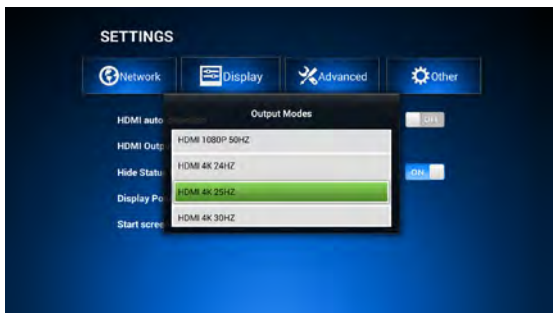 SETTINGS
Network Display Advanced Other
Output Modes
HDMI auto OFF
HDMI 1080P 50HZ
HDMI Outp
HDMI 4K 24HZ
Hide Statu ON
HDMI 4K 25HZ
Display Po
HDMI 4K 30HZ
Start scree